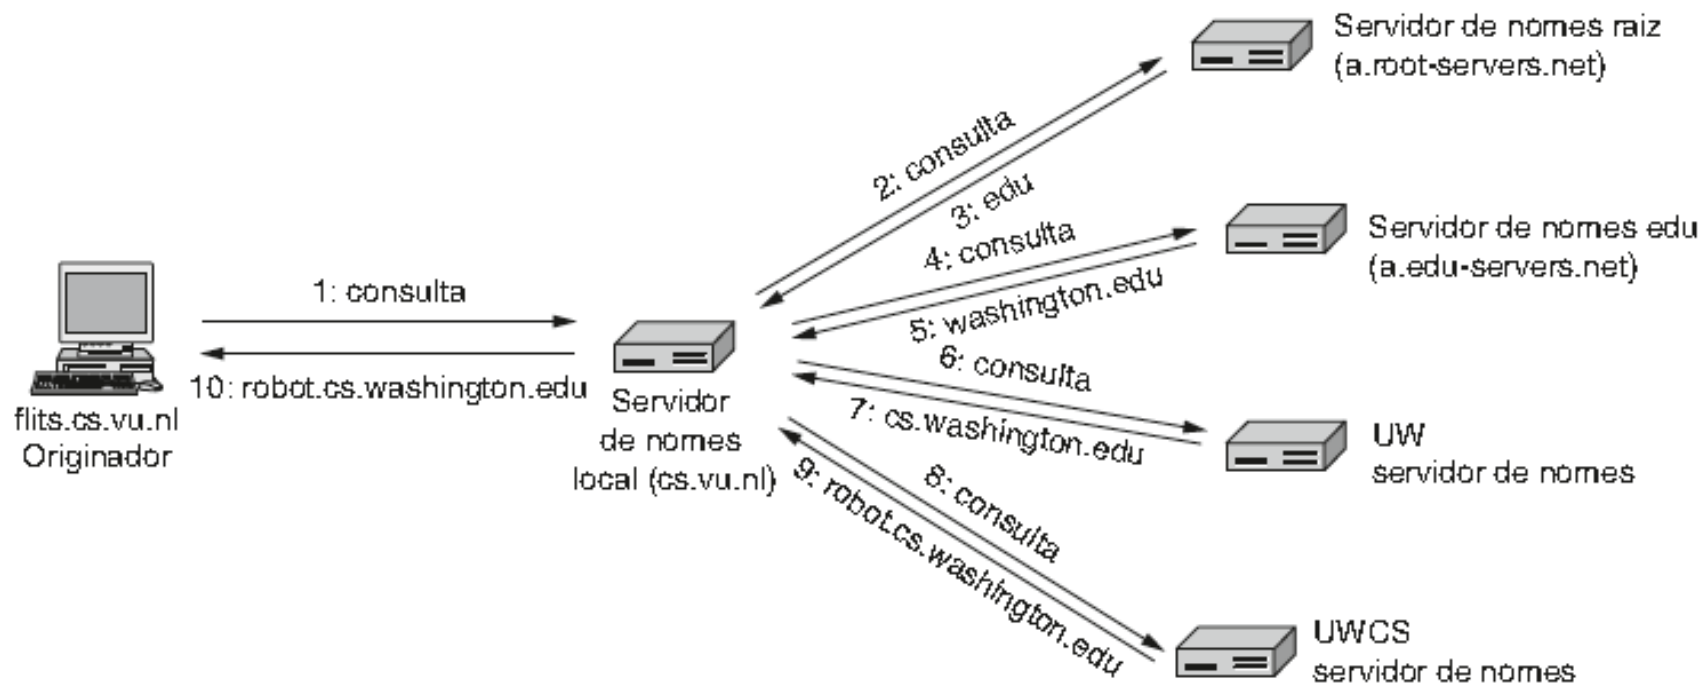 Servidor de nomes raiz
(a.root-servers.net)
2: consulta
3: edu
Servidor de nomes edu
(a.edu-servers.net)
4: consulta
5: washington.edu
1: consulta
10: robot.cs.washington.edu
flits.cs.vu.nl
Originador
Servidor
de nomes
local (cs.vu.nl)
6: consulta
7: cs.washington.edu
UW
servidor de nomes
8: consulta
9: robot.cs.washington.edu
UWCS
servidor de nomes